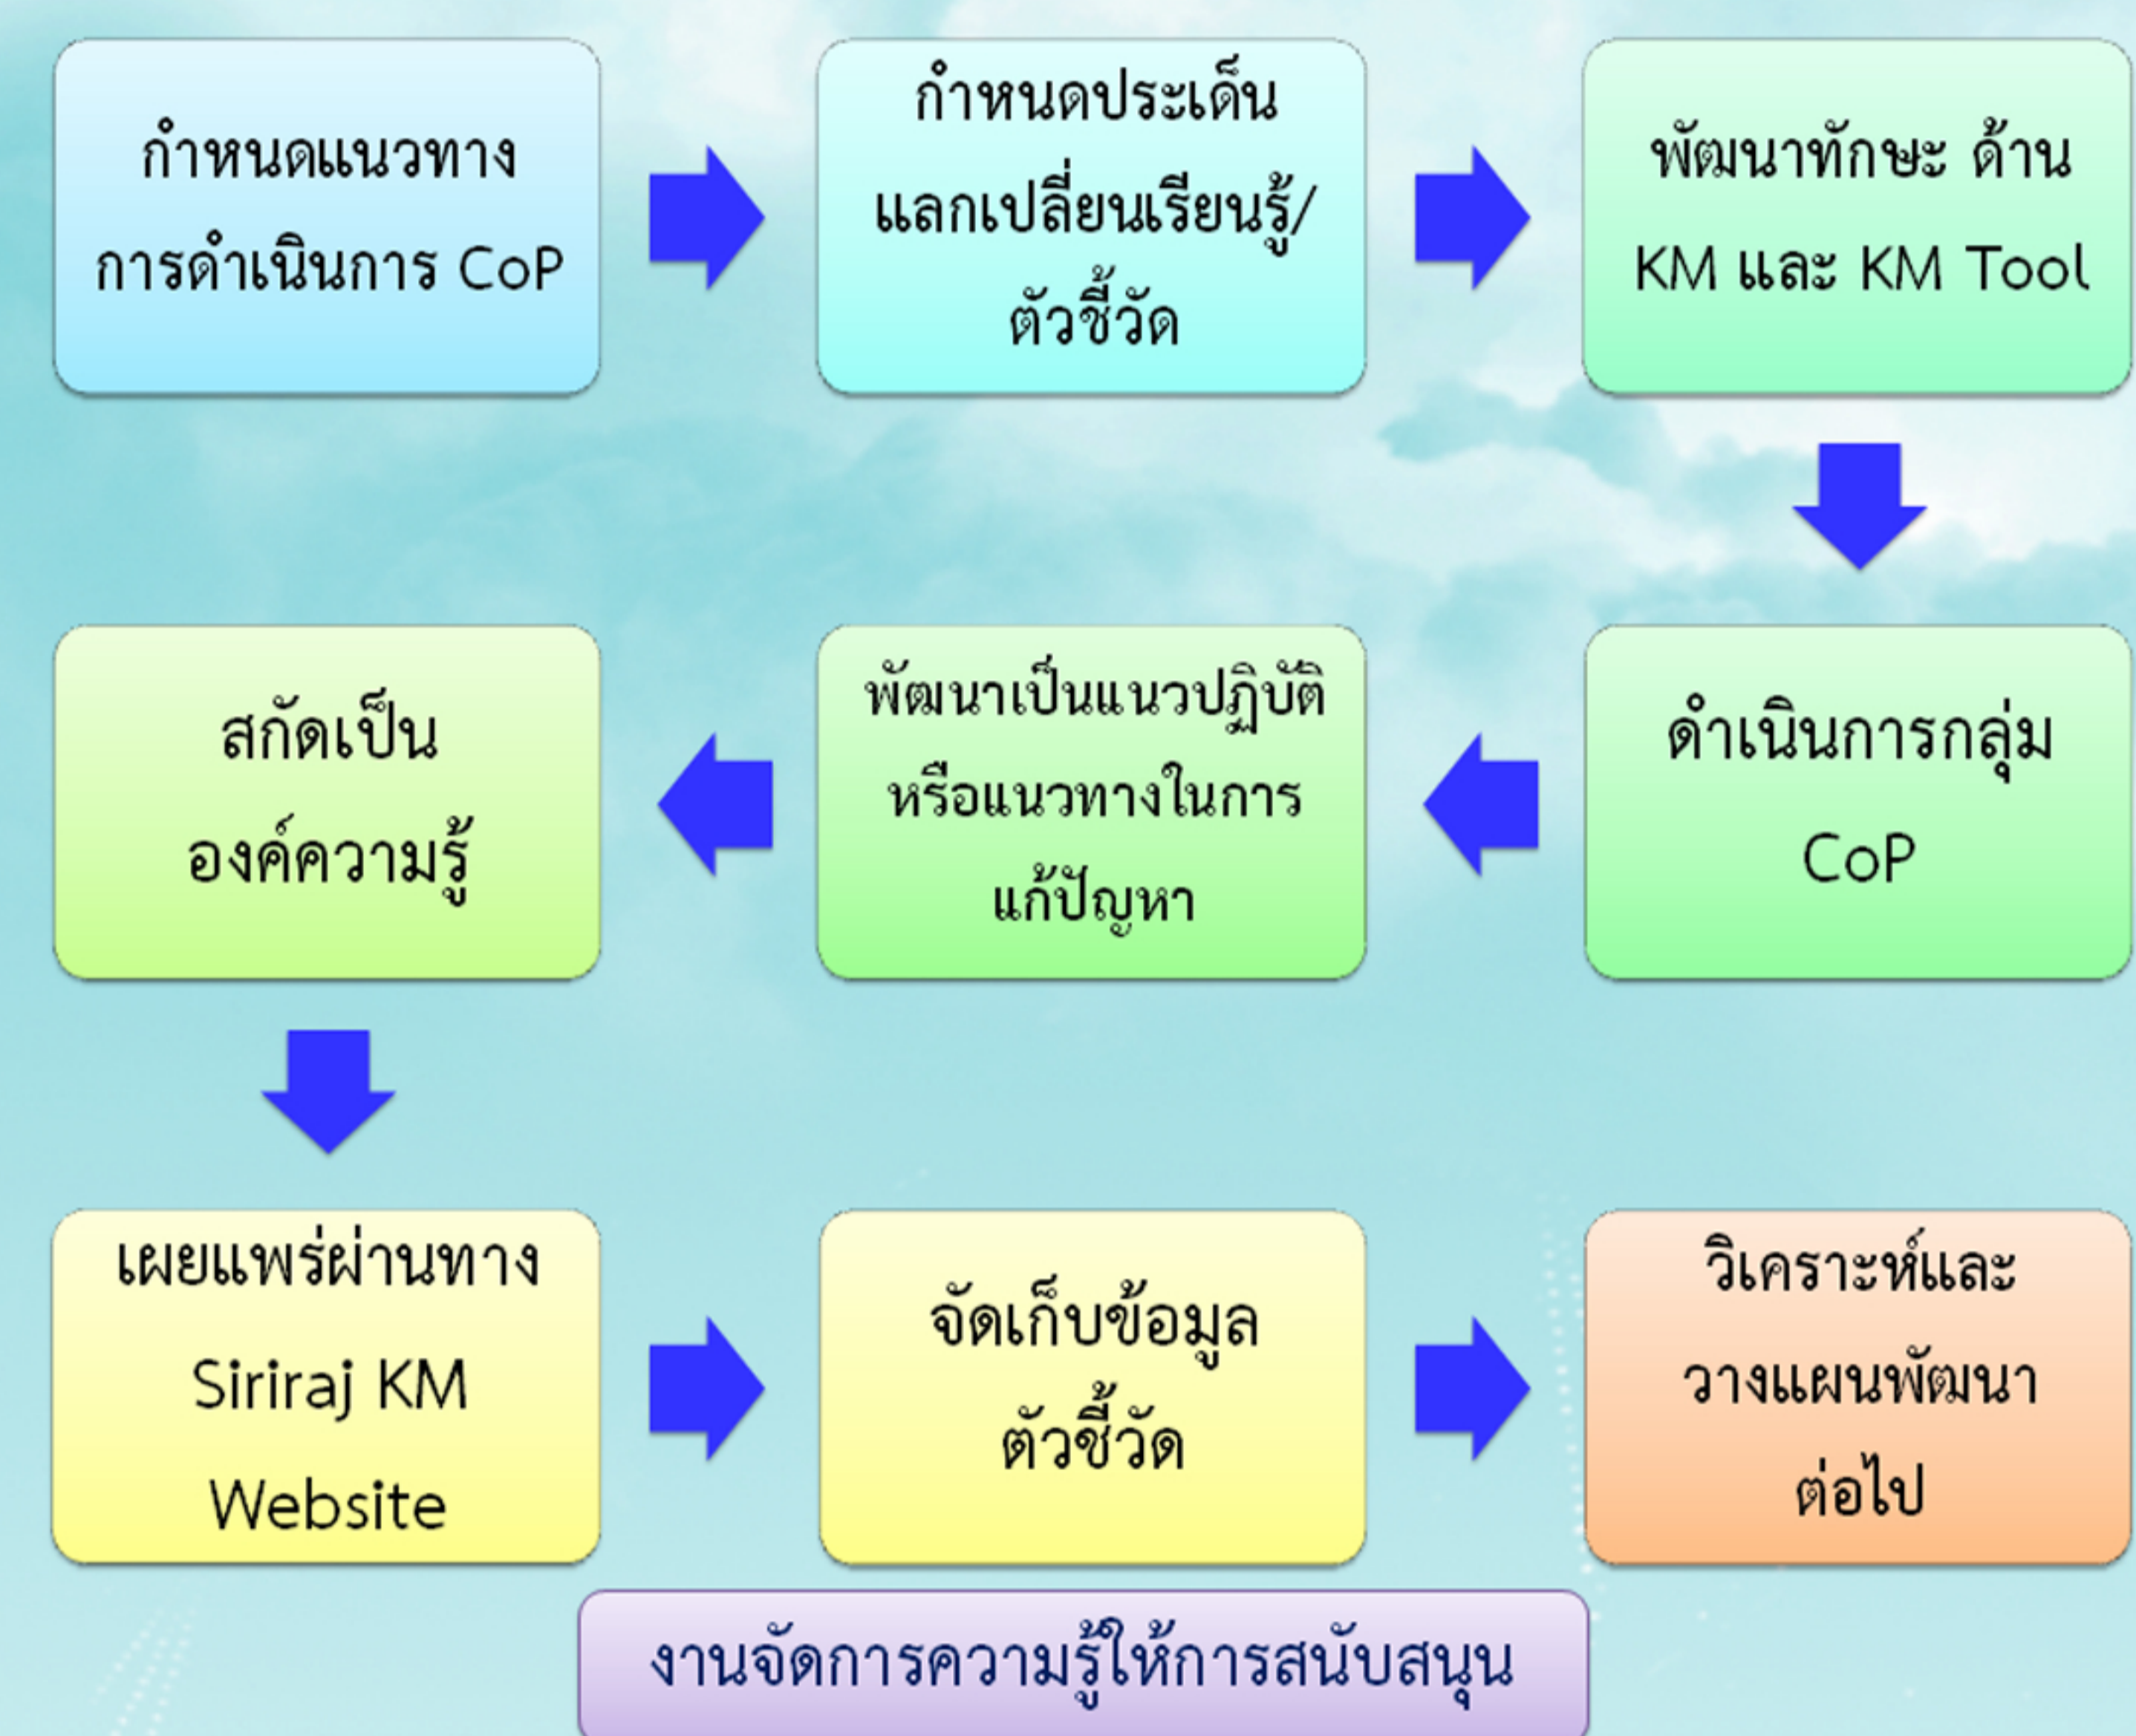 กำหนดแนวทาง
การดำเนินการ CoP
กำหนดประเด็น
แลกเปลี่ยนเรียนรู้/
ตัวชี้วัด
พัฒนาทักษะ ด้าน
KM และ KM Tool
ดำเนินการกลุ่ม
CoP
พัฒนาเป็นแนวปฏิบัติ
หรือแนวทางในการ
แก้ปัญหา
สกัดเป็น
องค์ความรู้
เผยแพร่ผ่านทาง
Siriraj KM
Website
จัดเก็บข้อมูล
ตัวชี้วัด
วิเคราะห์และ
วางแผนพัฒนา
ต่อไป
งานจัดการความรู้ให้การสนับสนุน